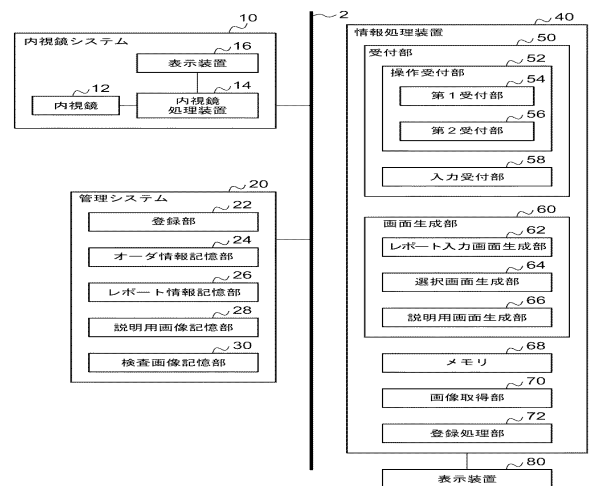 10
内視鏡システム
16
表示装置
12
内視鏡
14
内視鏡
処理装置
20
管理システム
22
登録部
24
オーダ情報記憶部
26
レポート情報記憶部
28
説明用画像記憶部
30
検査画像記憶部
2
40
情報処理装置
50
受付部
52
操作受付部
54
第1受付部
56
第2受付部
58
入力受付部
60
画面生成部
62
レポート入力画面生成部
64
選択画面生成部
66
説明用画面生成部
68
メモリ
70
画像取得部
72
登録処理部
80
表示装置